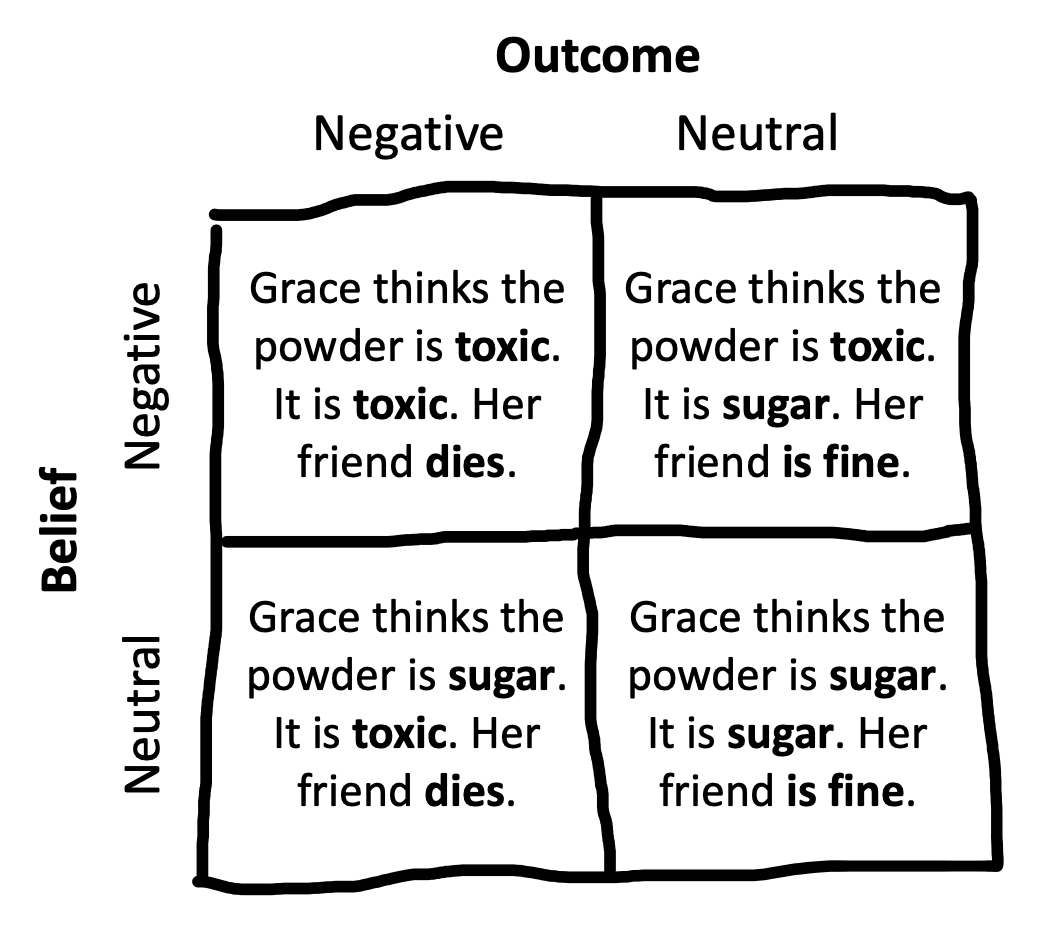 Outcome
Negative
Neutral
Belief
Negative
Grace thinks the
powder is toxic.
It is toxic. Her
friend dies.
Grace thinks the
powder is toxic.
It is sugar. Her
friend is fine.
Neutral
Grace thinks the
powder is sugar.
It is toxic. Her
friend dies.
Grace thinks the
powder is sugar.
It is sugar. Her
friend is fine.